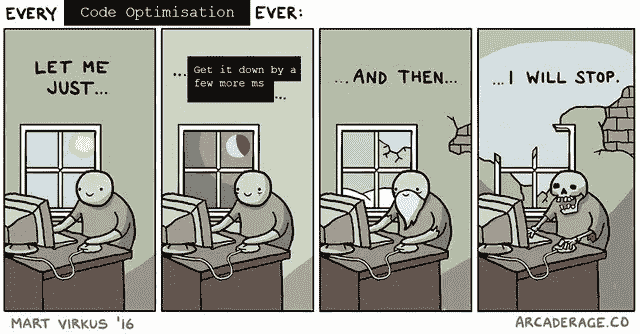 EVERY Code Optimisation EVER:
LET ME
JUST...
... Get it down by a
few more ms
...
... AND THEN...
...I WILL STOP.
MART VIRKUS '16
ARCADERAGE.CO